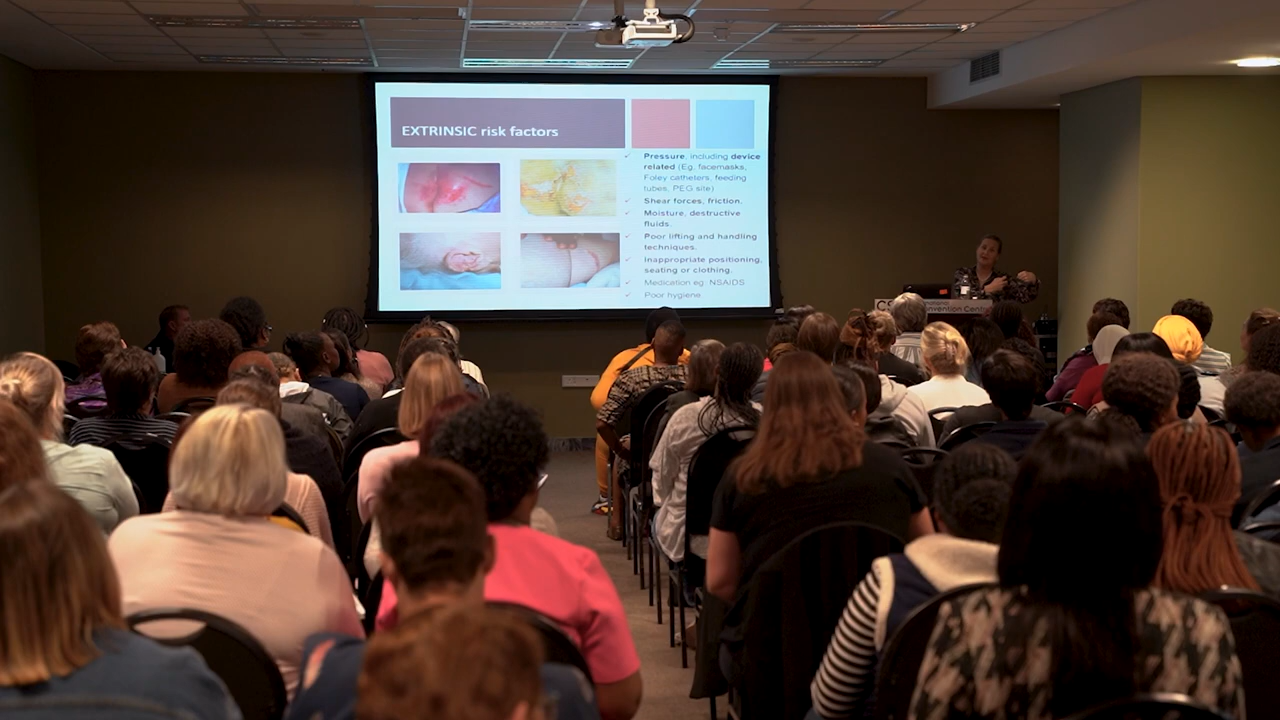 EXTRINSIC risk factors
✓ Pressure, including device
related (Eg. facemasks,
Foley catheters, feeding
tubes, PEG site)
✓ Shear forces, friction.
✓ Moisture, destructive
fluids.
✓ Poor lifting and handling
techniques.
✓ Inappropriate positioning,
seating or clothing.
✓ Medication eg: NSAIDS
✓ Poor hygiene